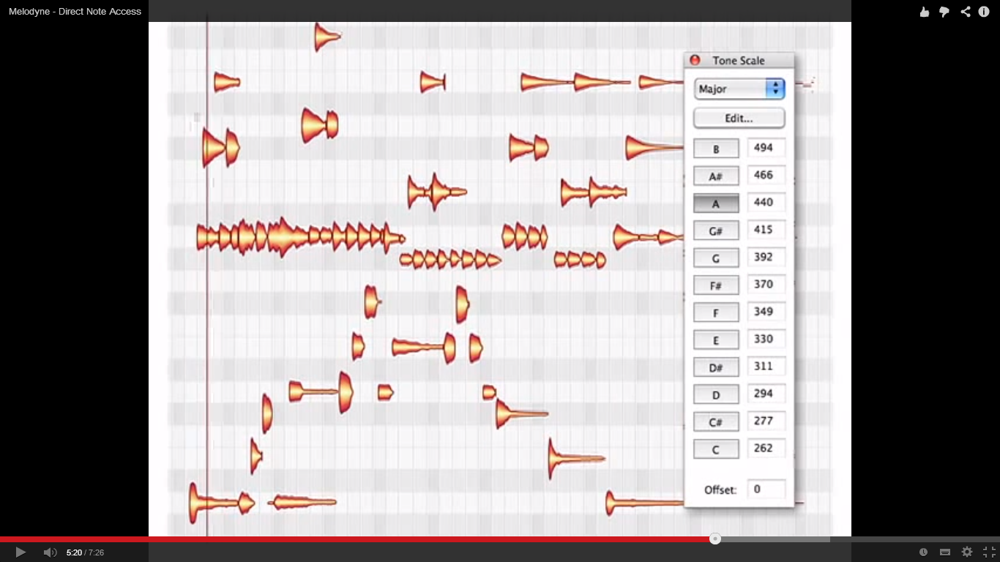 Melodyne - Direct Note Access
Tone Scale
Major
Edit...
B 494
A# 466
A 440
G# 415
G 392
F# 370
F 349
E 330
D# 311
D 294
C# 277
C 262
Offset: 0
5:20 / 7:26